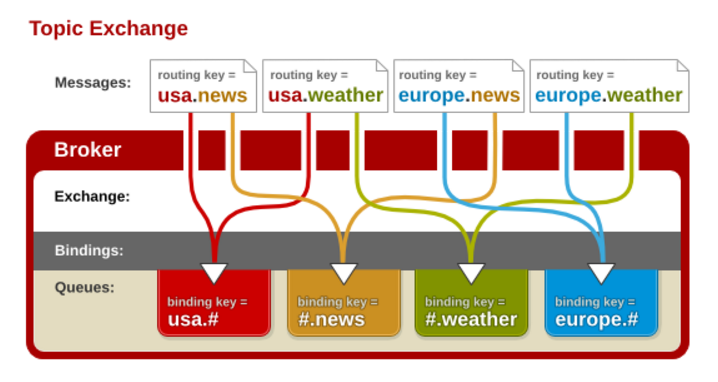 Topic Exchange
Messages:
routing key =
usa.news
routing key =
usa.weather
routing key =
europe.news
routing key =
europe.weather
Broker
Exchange:
Bindings:
Queues:
binding key =
usa.#
binding key =
#.news
binding key =
#.weather
binding key =
europe.#